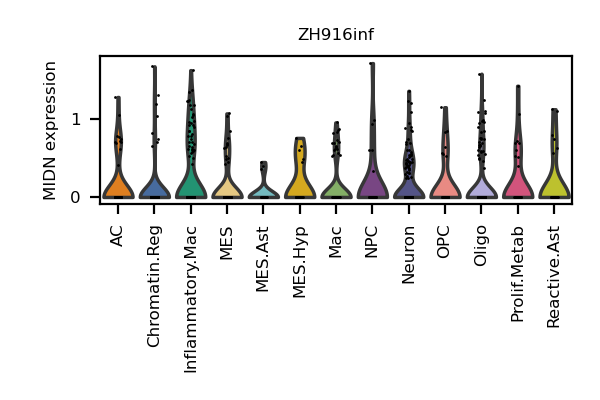 ZH916inf
MIDN expression
1
0
AC
Chromatin.Reg
Inflammatory.Mac
MES
MES.Ast
MES.Hyp
Mac
NPC
Neuron
OPC
Oligo
Prolif.Metab
Reactive.Ast